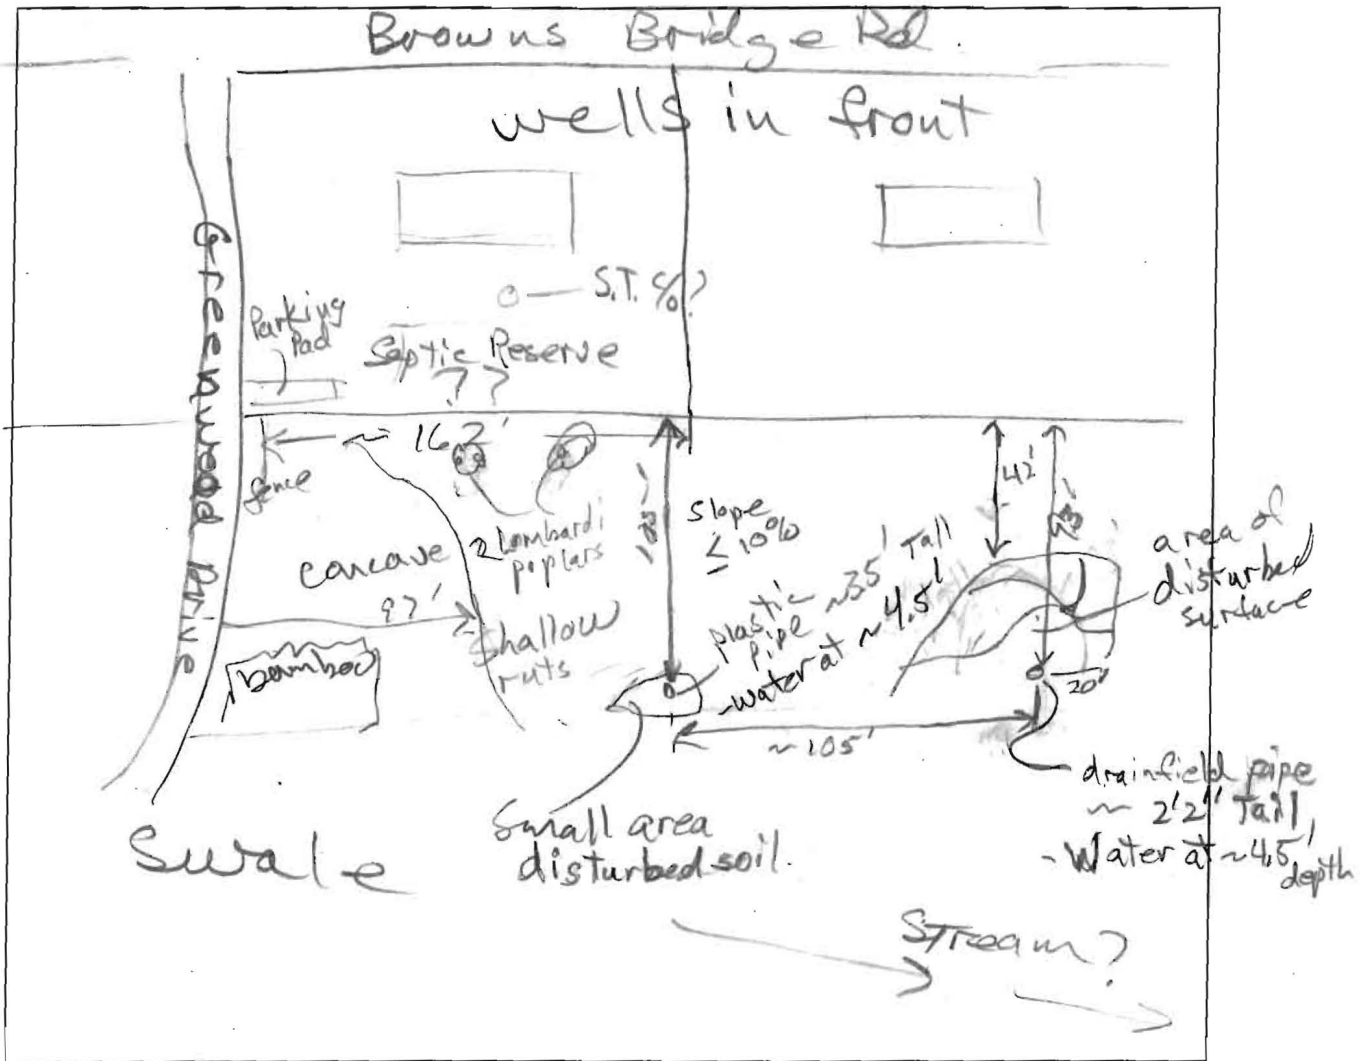 Browns Bridge Rd.
wells in front
Greenwood Drive
S.T. c/o?
Parking
Pad
Septic Reserve
? ?
~ 162'
fence
42'
slope
≤ 10%
2 Lombardi
poplars
concave
97'
shallow
ruts
bamboo
plastic
pipe ~35' Tall
-water at ~4.5'
area of
disturbed
surface
20'
~105'
drainfield pipe
~ 2'2" Tall
- Water at ~4.5'
depth
Small area
disturbed soil.
Swale
Stream?